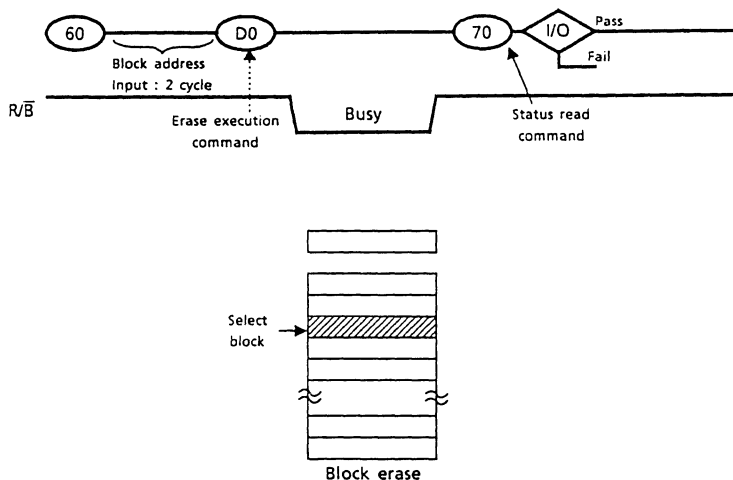 60
D0
70
I/O
Pass
Fail
Block address
Input : 2 cycle
R/B̅
Busy
Erase execution
command
Status read
command
Select
block
Block erase